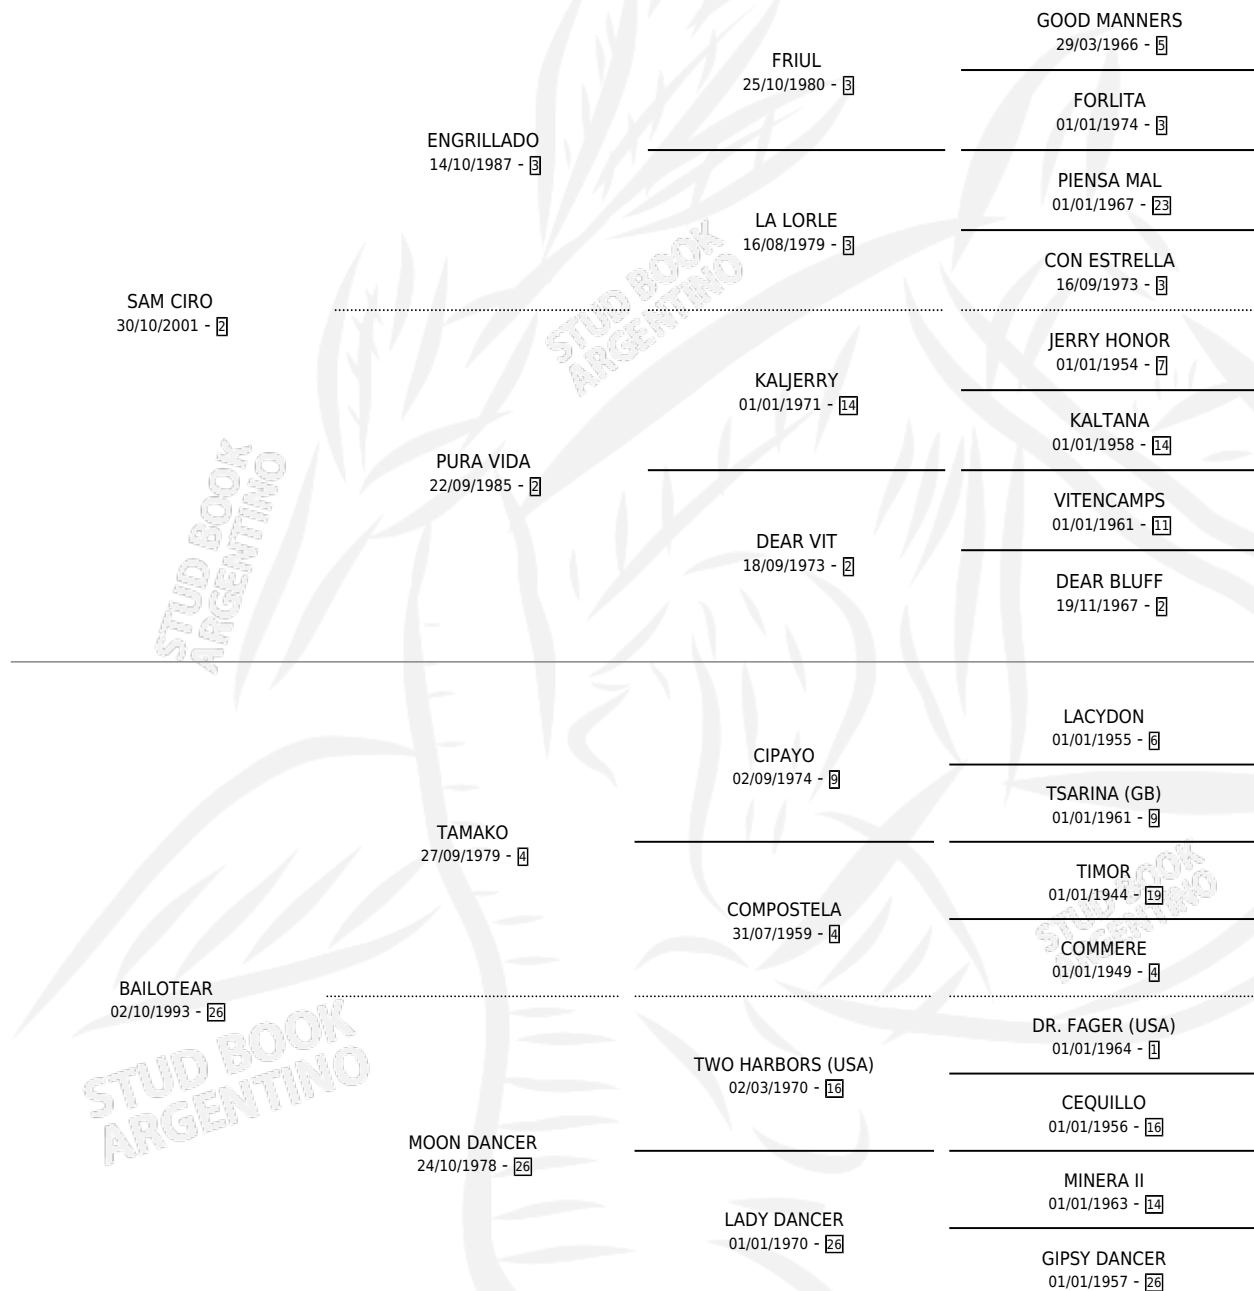 GOOD MANNERS
29/03/1966 - 5
FRIUL
25/10/1980 - 3
FORLITA
01/01/1974 - 3
ENGRILLADO
14/10/1987 - 3
PIENSA MAL
01/01/1967 - 23
LA LORLE
16/08/1979 - 3
CON ESTRELLA
16/09/1973 - 3
SAM CIRO
30/10/2001 - 2
JERRY HONOR
01/01/1954 - 7
KALJERRY
01/01/1971 - 14
KALTANA
01/01/1958 - 14
PURA VIDA
22/09/1985 - 2
VITENCAMPS
01/01/1961 - 11
DEAR VIT
18/09/1973 - 2
DEAR BLUFF
19/11/1967 - 2
LACYDON
01/01/1955 - 6
CIPAYO
02/09/1974 - 9
TSARINA (GB)
01/01/1961 - 9
TAMAKO
27/09/1979 - 4
TIMOR
01/01/1944 - 19
COMPOSTELA
31/07/1959 - 4
COMMERE
01/01/1949 - 4
BAILOTEAR
02/10/1993 - 26
DR. FAGER (USA)
01/01/1964 - 1
TWO HARBORS (USA)
02/03/1970 - 16
CEQUILLO
01/01/1956 - 16
MOON DANCER
24/10/1978 - 26
MINERA II
01/01/1963 - 14
LADY DANCER
01/01/1970 - 26
GIPSY DANCER
01/01/1957 - 26
STUD BOOK
ARGENTINO
STUD BOOK
ARGENTINO
STUD BOOK
ARGENTINO
STUD BOOK
ARGENTINO